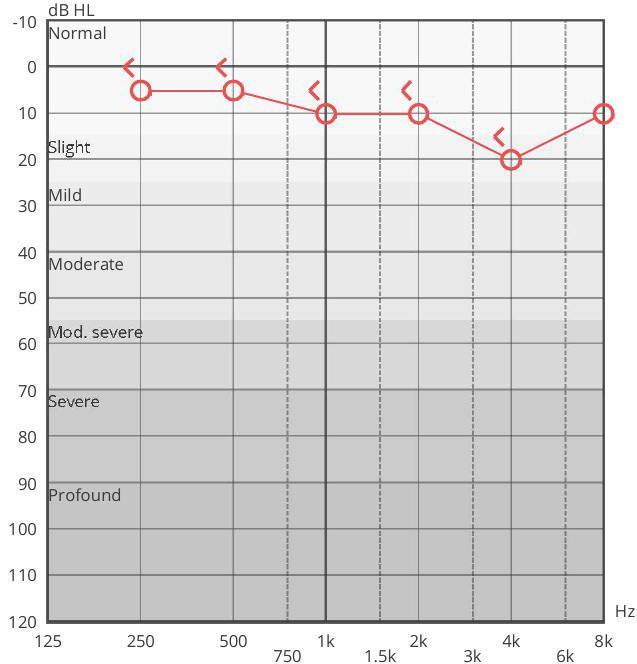 dB HL
-10
Normal
0
10
Slight
20
Mild
30
40
Moderate
50
Mod. severe
60
70
Severe
80
90
Profound
100
110
120
Hz
125 250 500 1k 2k 4k 8k
750 1.5k 3k 6k